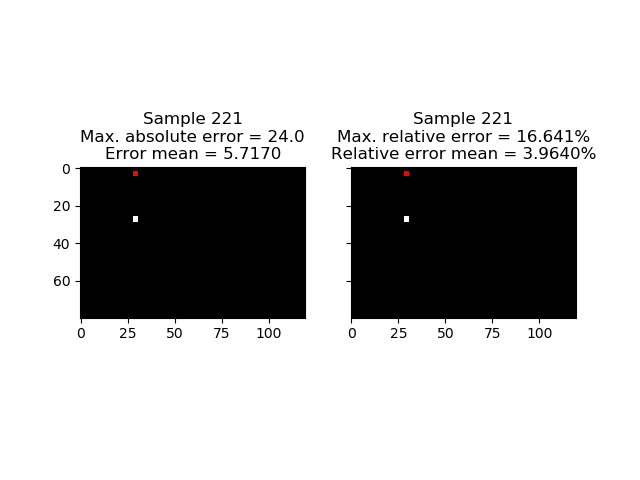 Sample 221
Max. absolute error = 24.0
Error mean = 5.7170
Sample 221
Max. relative error = 16.641%
Relative error mean = 3.9640%
0
20
40
60
0
25
50
75
100
0
25
50
75
100